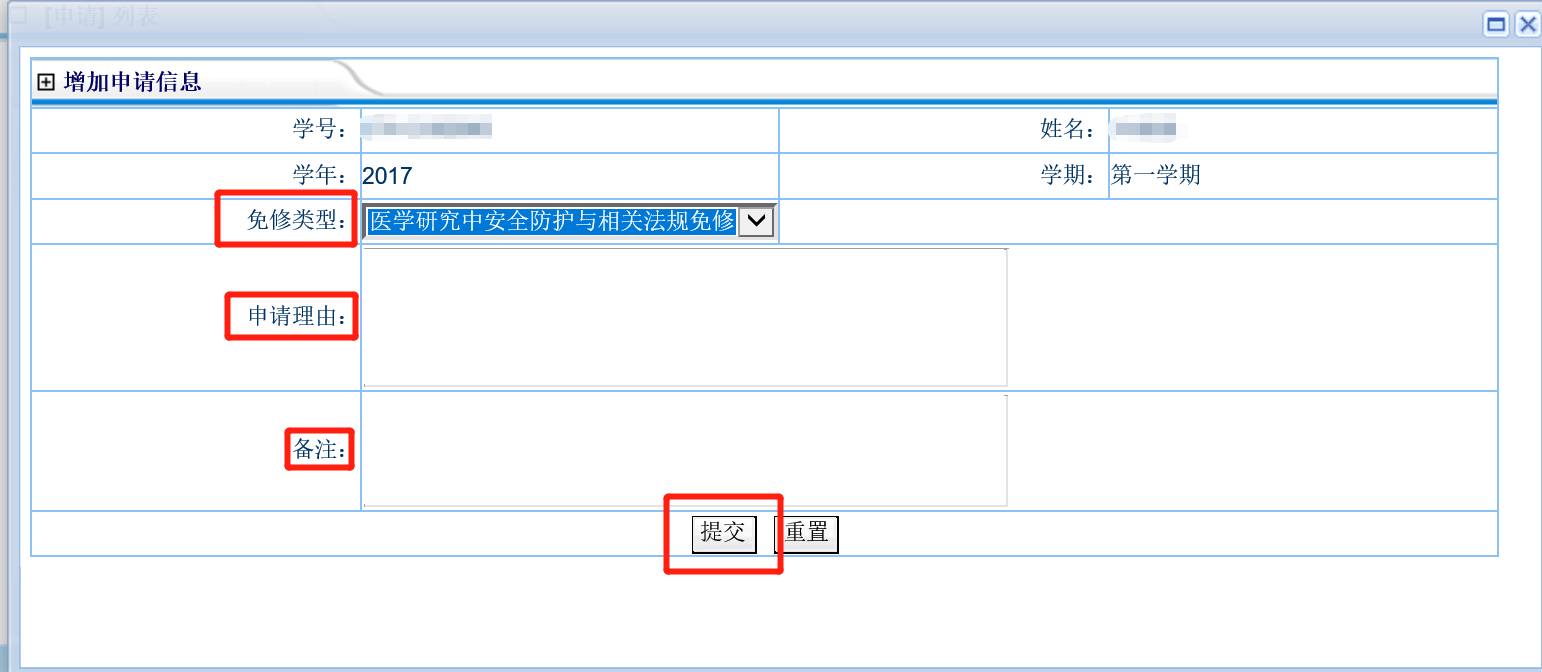 [申请] 列表
增加申请信息
学号： 姓名：
学年： 2017 学期： 第一学期
免修类型： 医学研究中安全防护与相关法规免修
申请理由：
备注：
提交 重置